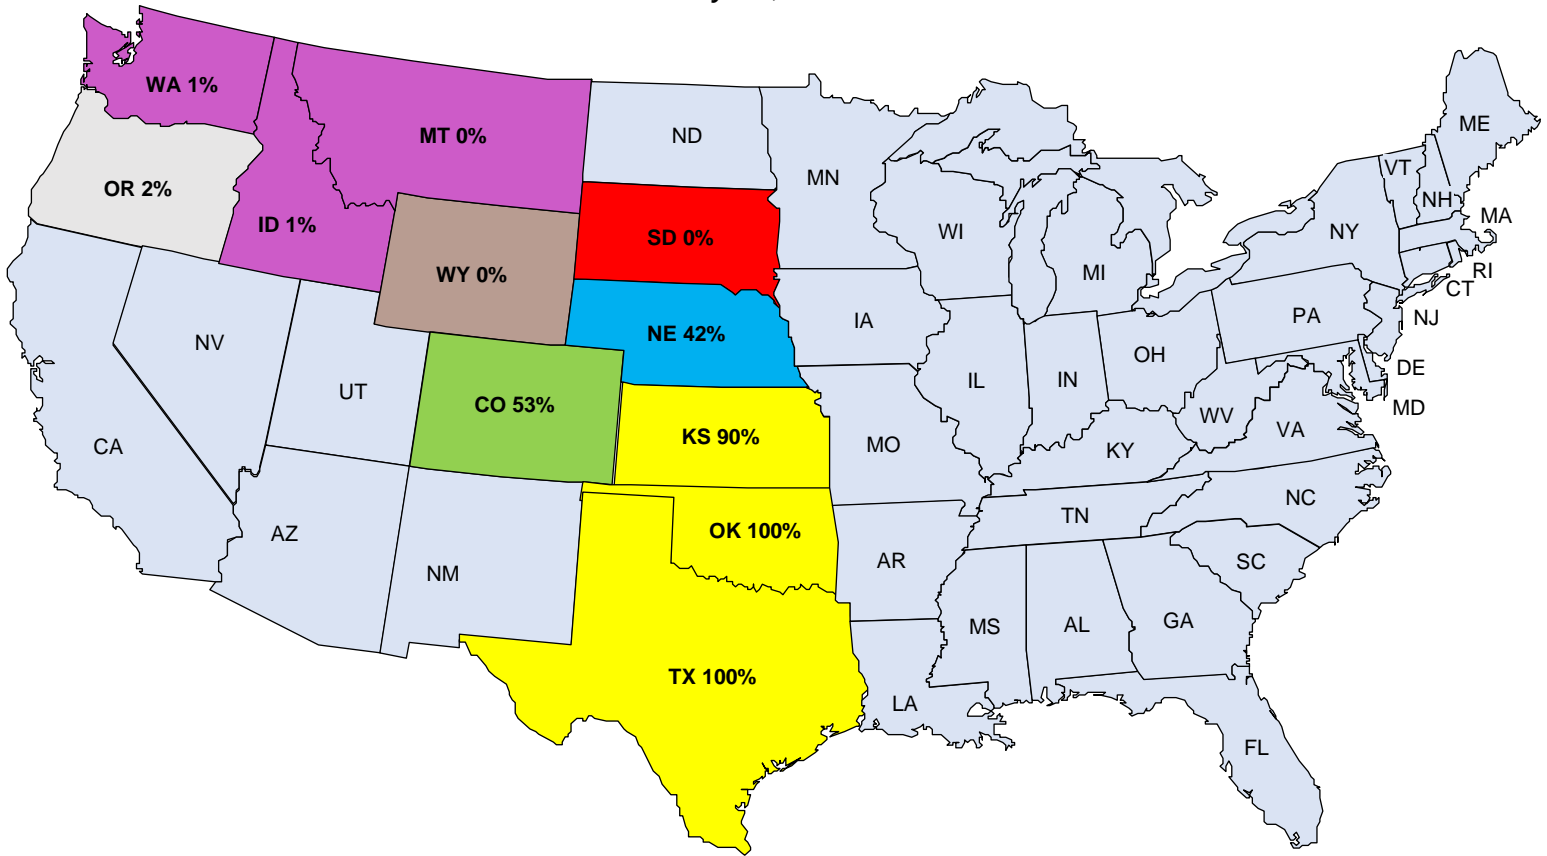 WA 1%
MT 0%
ND
ME
OR 2%
ID 1%
MN
VT
NH
SD 0%
WI
NY
MA
WY 0%
MI
RI
CT
NE 42%
IA
PA
NJ
NV
OH
DE
UT
CO 53%
IL
IN
MD
CA
KS 90%
MO
KY
WV
VA
AZ
OK 100%
TN
NC
NM
AR
SC
MS
AL
GA
TX 100%
LA
FL